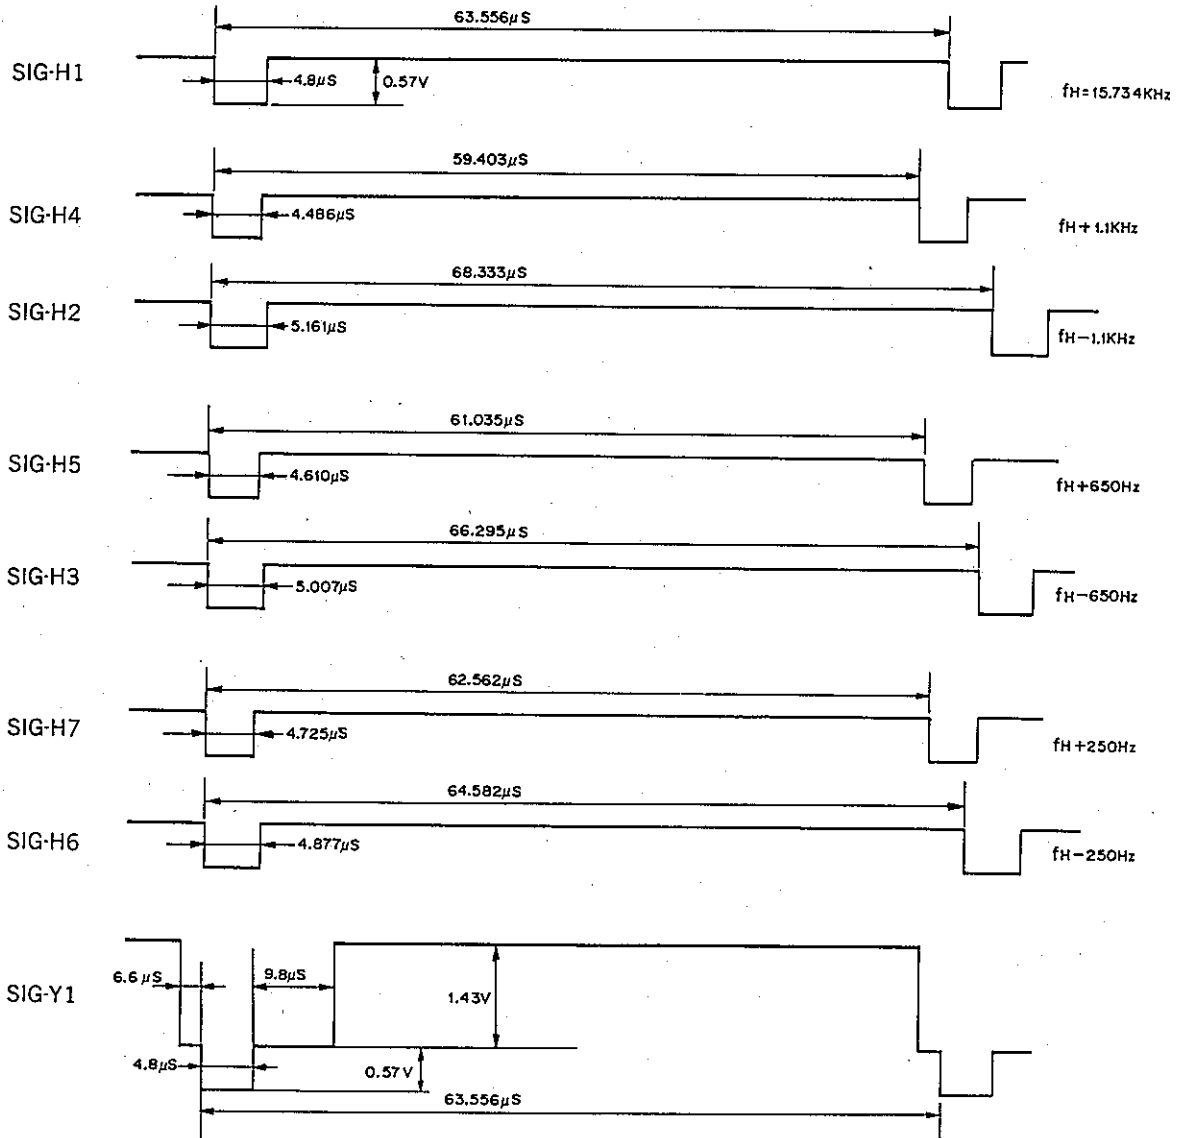 63.556μS
SIG-H1
4.8μS
0.57V
fH=15.734KHz
59.403μS
SIG-H4
4.486μS
fH+1.1KHz
68.333μS
SIG-H2
5.161μS
fH-1.1KHz
61.035μS
SIG-H5
4.610μS
fH+650Hz
66.295μS
SIG-H3
5.007μS
fH-650Hz
62.562μS
SIG-H7
4.725μS
fH+250Hz
64.582μS
SIG-H6
4.877μS
fH-250Hz
6.6μS
9.8μS
SIG-Y1
1.43V
4.8μS
0.57V
63.556μS